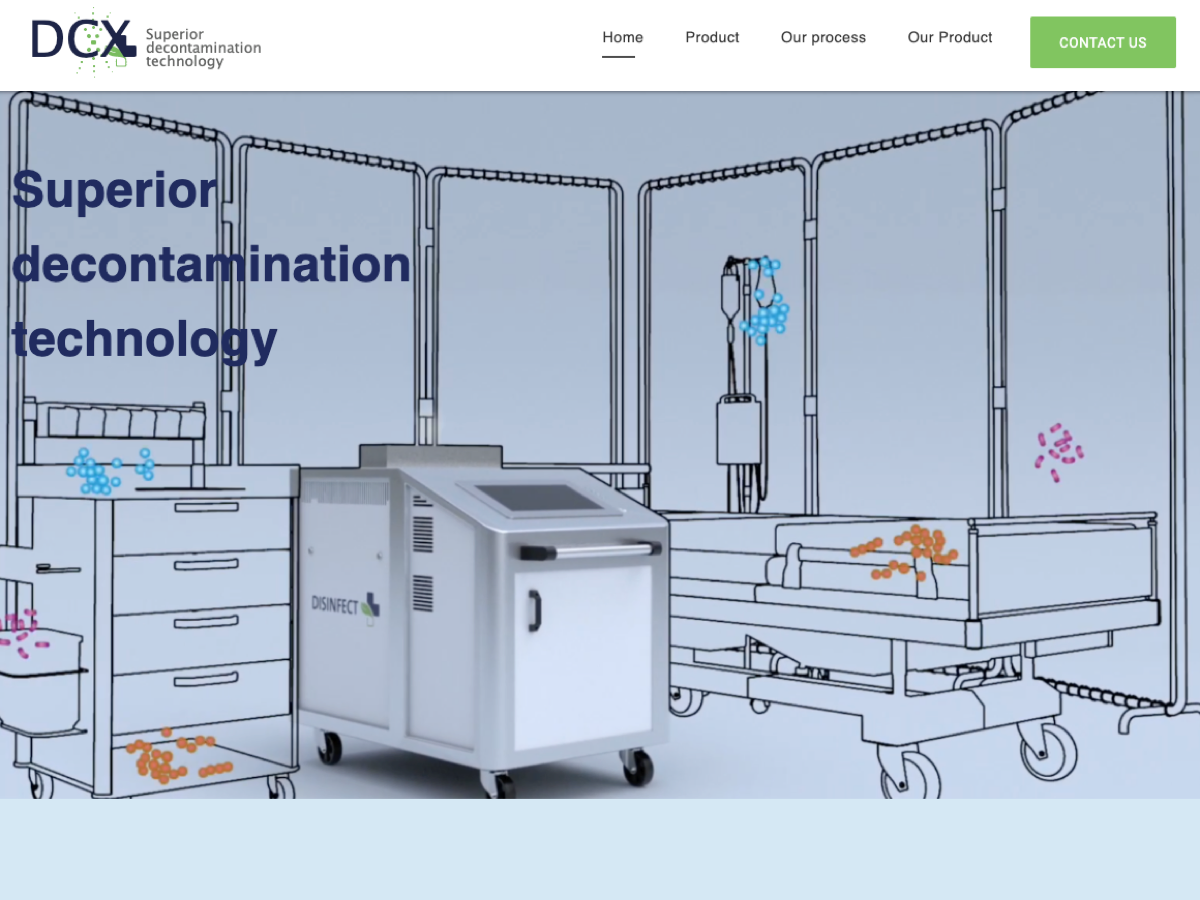 DCX
Superior
decontamination
technology
Home
Product
Our process
Our Product
CONTACT US
Superior
decontamination
technology
DISINFECT